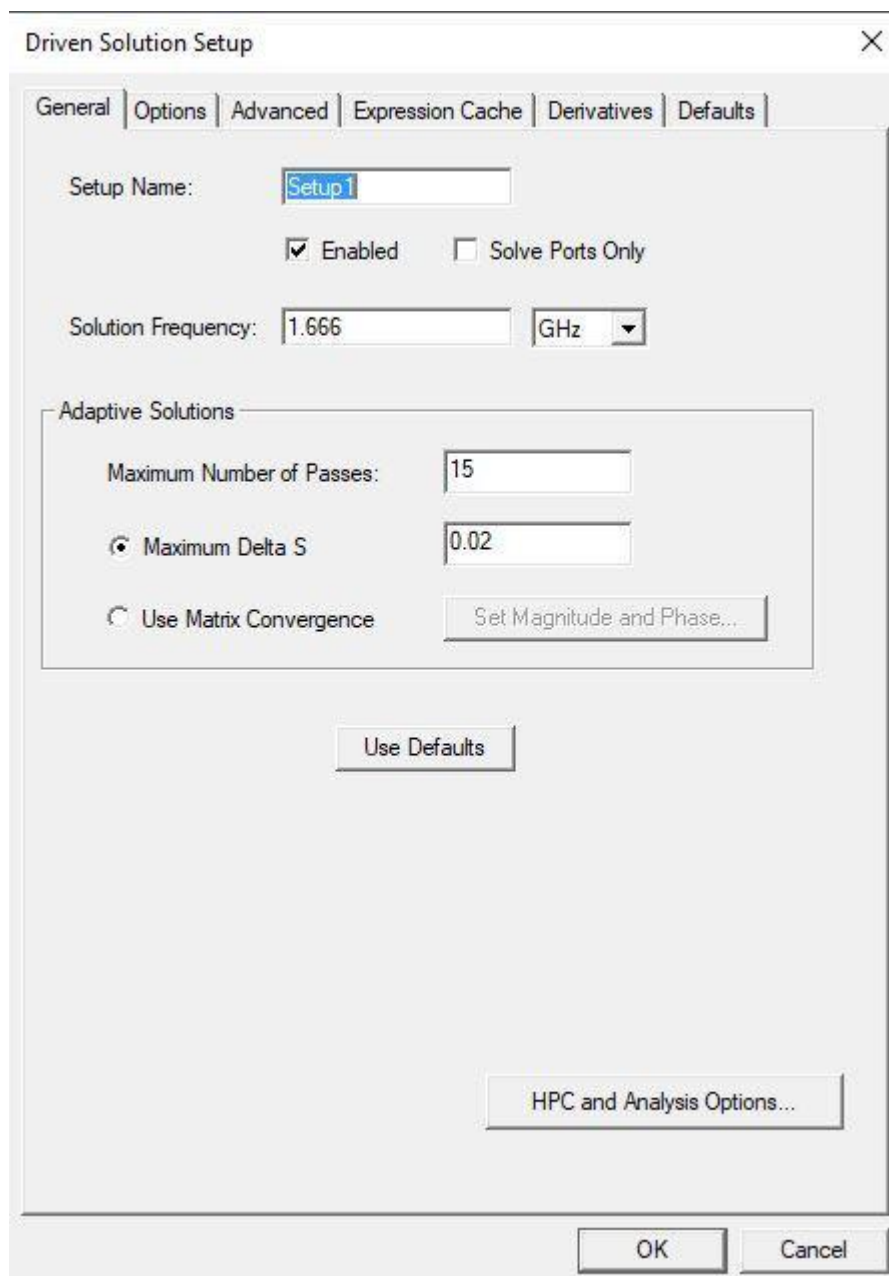 Driven Solution Setup
General Options Advanced Expression Cache Derivatives Defaults
Setup Name: Setup1
Enabled Solve Ports Only
Solution Frequency: 1.666 GHz
Adaptive Solutions
Maximum Number of Passes: 15
Maximum Delta S 0.02
Use Matrix Convergence Set Magnitude and Phase...
Use Defaults
HPC and Analysis Options...
OK Cancel